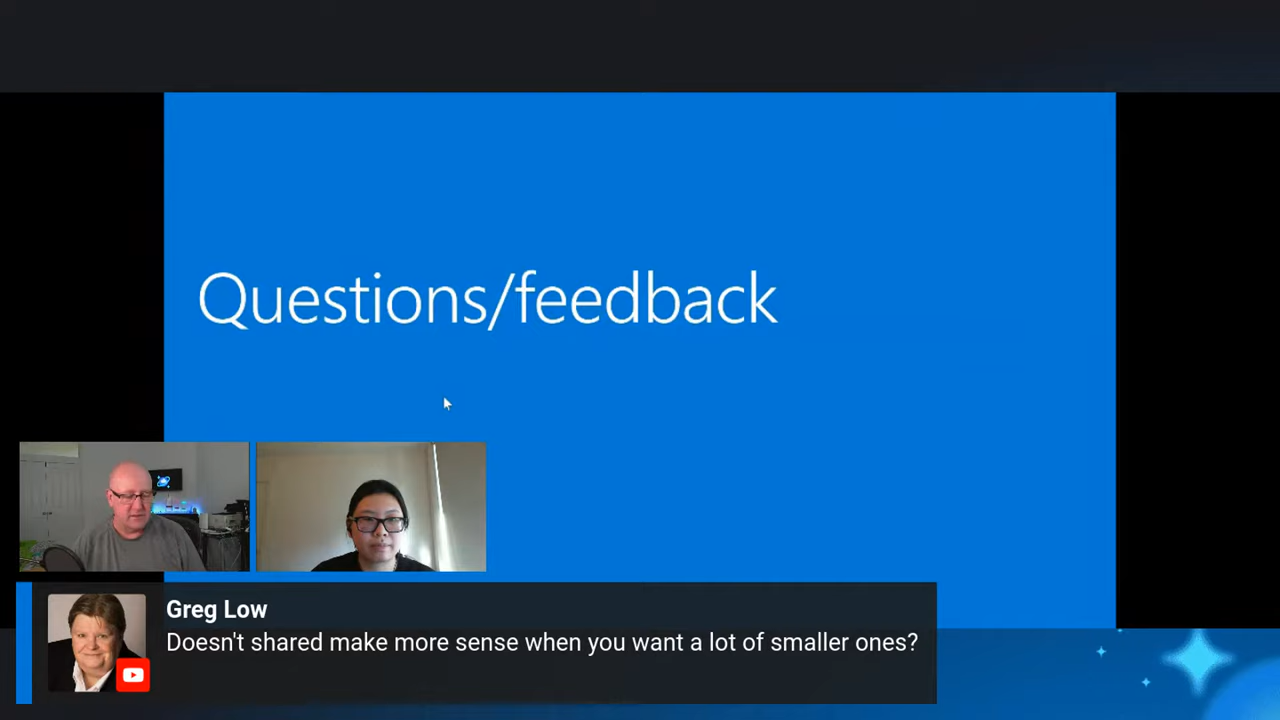 Questions/feedback
Greg Low
Doesn't shared make more sense when you want a lot of smaller ones?